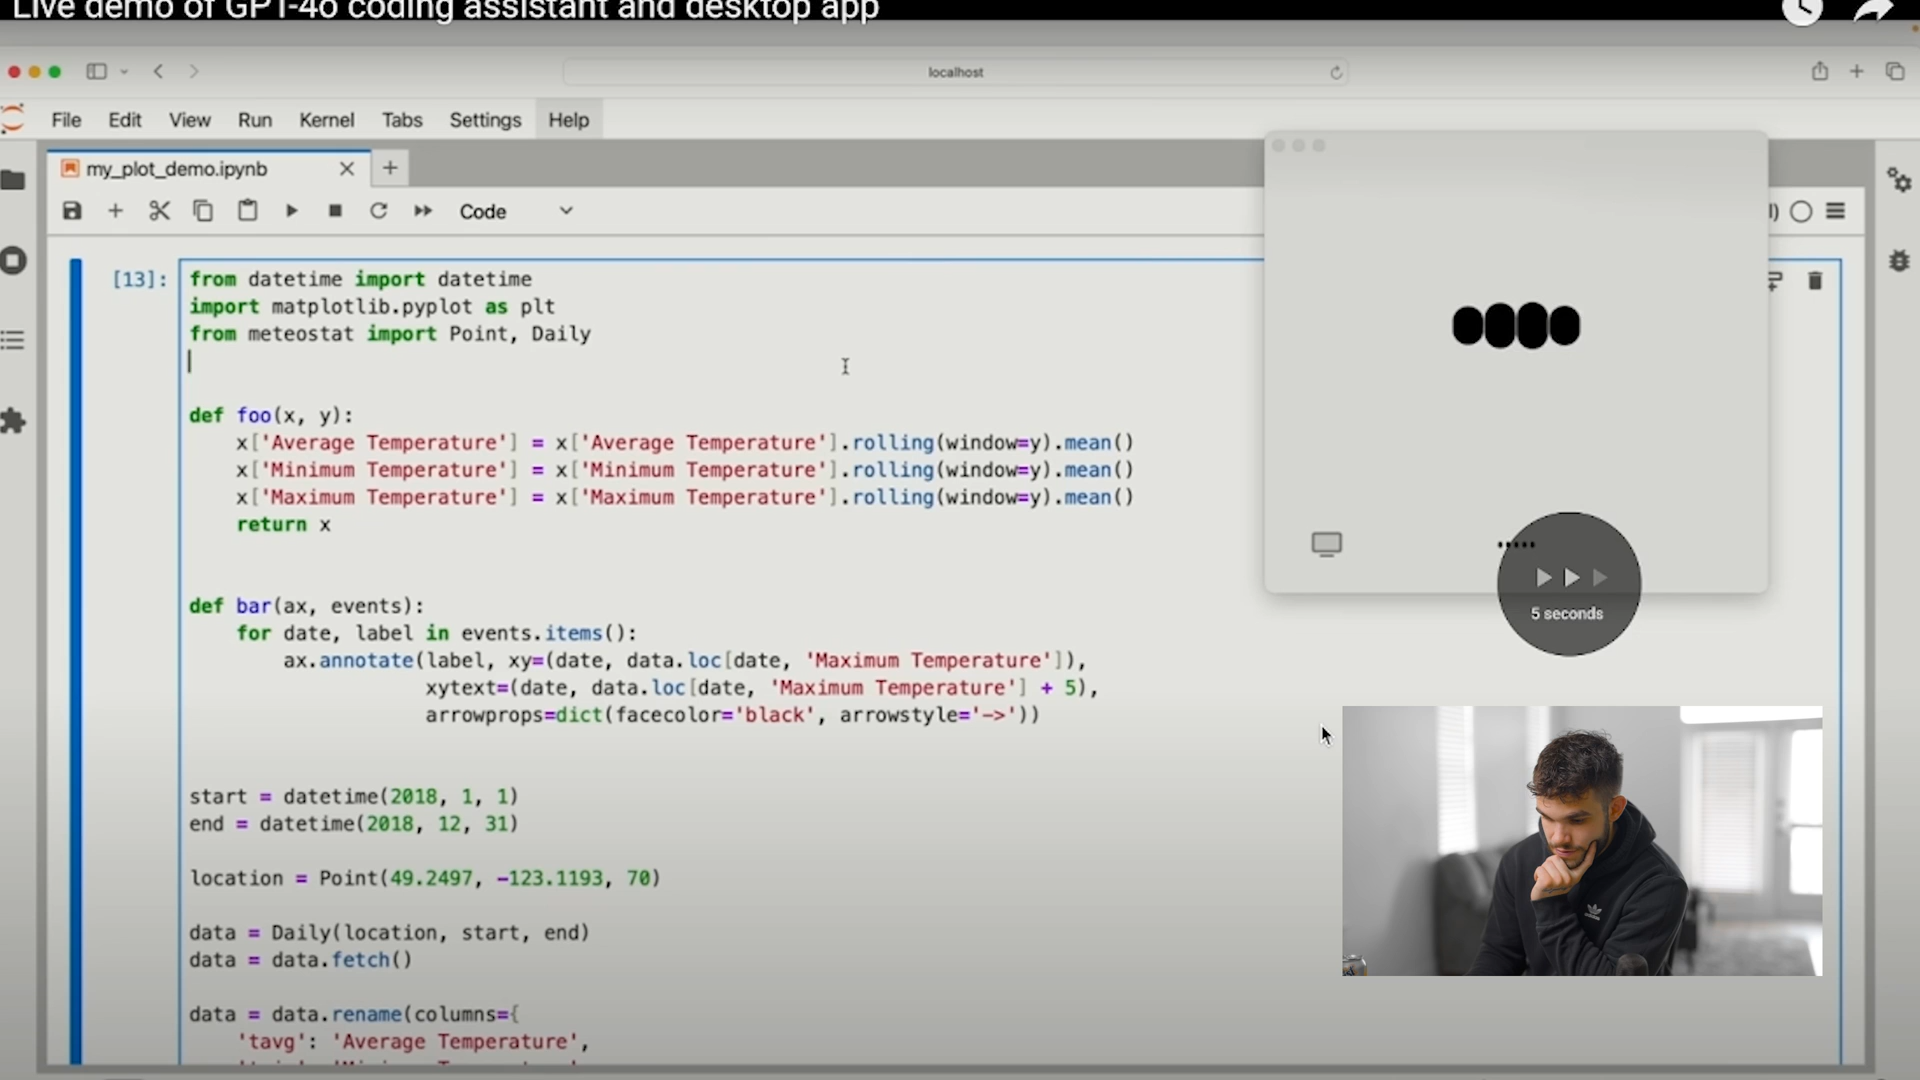 Live demo of GPT-4o coding assistant and desktop app
localhost
File Edit View Run Kernel Tabs Settings Help
my_plot_demo.ipynb
Code
[13]:
from datetime import datetime
import matplotlib.pyplot as plt
from meteostat import Point, Daily
def foo(x, y):
x['Average Temperature'] = x['Average Temperature'].rolling(window=y).mean()
x['Minimum Temperature'] = x['Minimum Temperature'].rolling(window=y).mean()
x['Maximum Temperature'] = x['Maximum Temperature'].rolling(window=y).mean()
return x
5 seconds
def bar(ax, events):
for date, label in events.items():
ax.annotate(label, xy=(date, data.loc[date, 'Maximum Temperature']),
xytext=(date, data.loc[date, 'Maximum Temperature'] + 5),
arrowprops=dict(facecolor='black', arrowstyle='->'))
start = datetime(2018, 1, 1)
end = datetime(2018, 12, 31)
location = Point(49.2497, -123.1193, 70)
data = Daily(location, start, end)
data = data.fetch()
data = data.rename(columns={
'tavg': 'Average Temperature',